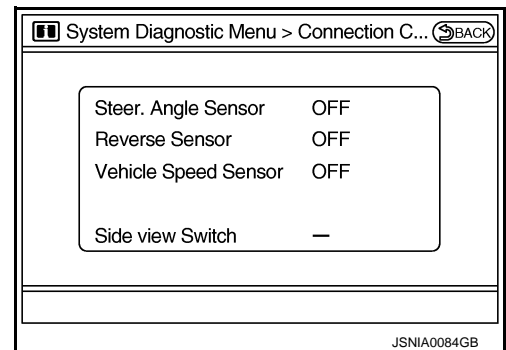 System Diagnostic Menu > Connection C... BACK
Steer. Angle Sensor OFF
Reverse Sensor OFF
Vehicle Speed Sensor OFF
Side view Switch —
JSNIA0084GB